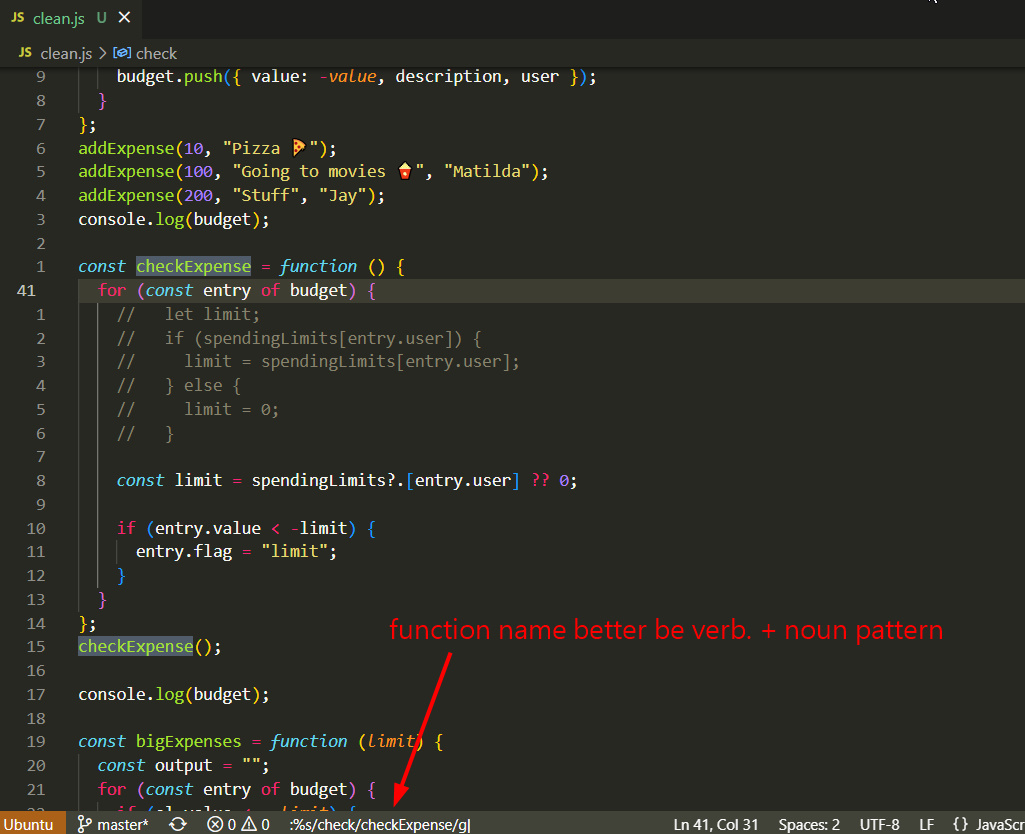 JS clean.js U ×
JS clean.js > check
9 budget.push({ value: -value, description, user });
8 }
7 };
6 addExpense(10, "Pizza 🍕");
5 addExpense(100, "Going to movies 🍿", "Matilda");
4 addExpense(200, "Stuff", "Jay");
3 console.log(budget);
2
1 const checkExpense = function () {
41 for (const entry of budget) {
1 // let limit;
2 // if (spendingLimits[entry.user]) {
3 // limit = spendingLimits[entry.user];
4 // } else {
5 // limit = 0;
6 // }
7
8 const limit = spendingLimits?.[entry.user] ?? 0;
9
10 if (entry.value < -limit) {
11 entry.flag = "limit";
12 }
13 }
14 };
function name better be verb. + noun pattern
15 checkExpense();
16
17 console.log(budget);
18
19 const bigExpenses = function (limit) {
20 const output = "";
21 for (const entry of budget) {
Ubuntu master* 0 0 :%s/check/checkExpense/g Ln 41, Col 31 Spaces: 2 UTF-8 LF {} JavaScr